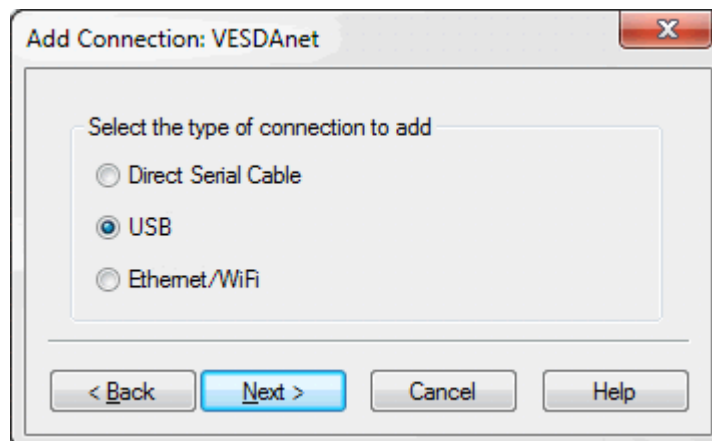 Add Connection: VESDAnet
Select the type of connection to add
Direct Serial Cable
USB
Ethernet/WiFi
< Back Next > Cancel Help